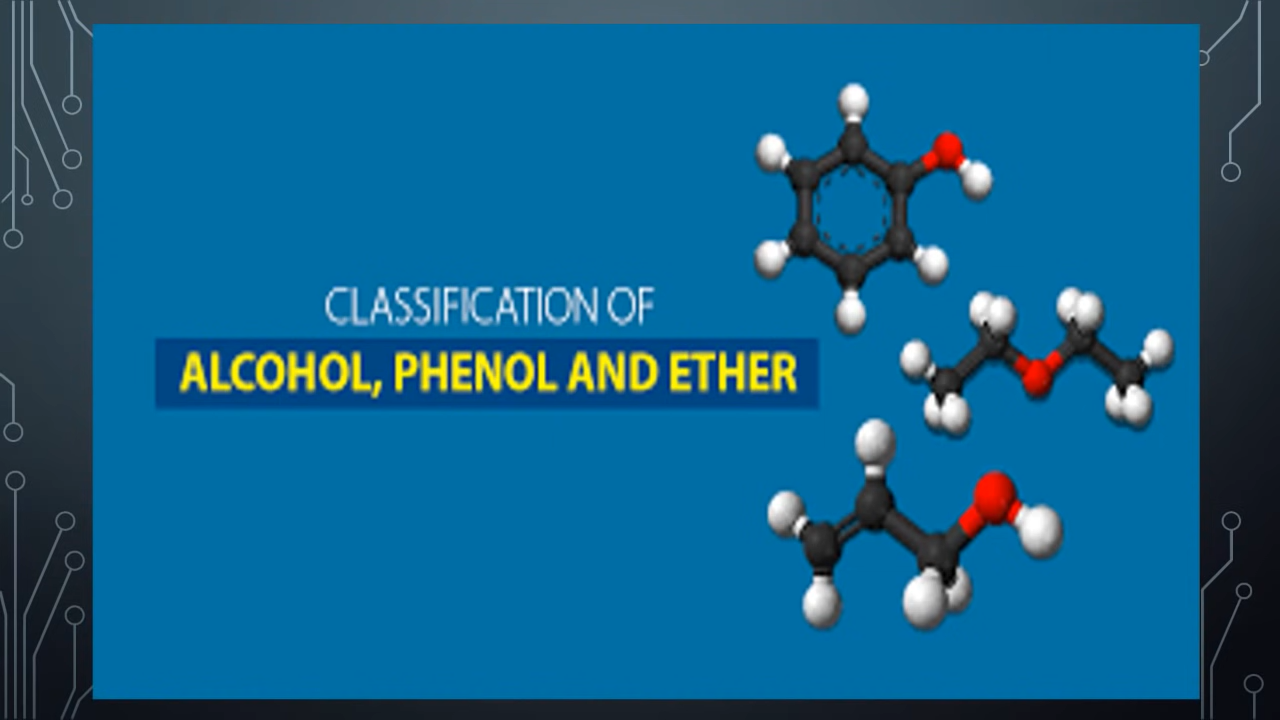 CLASSIFICATION OF
ALCOHOL, PHENOL AND ETHER